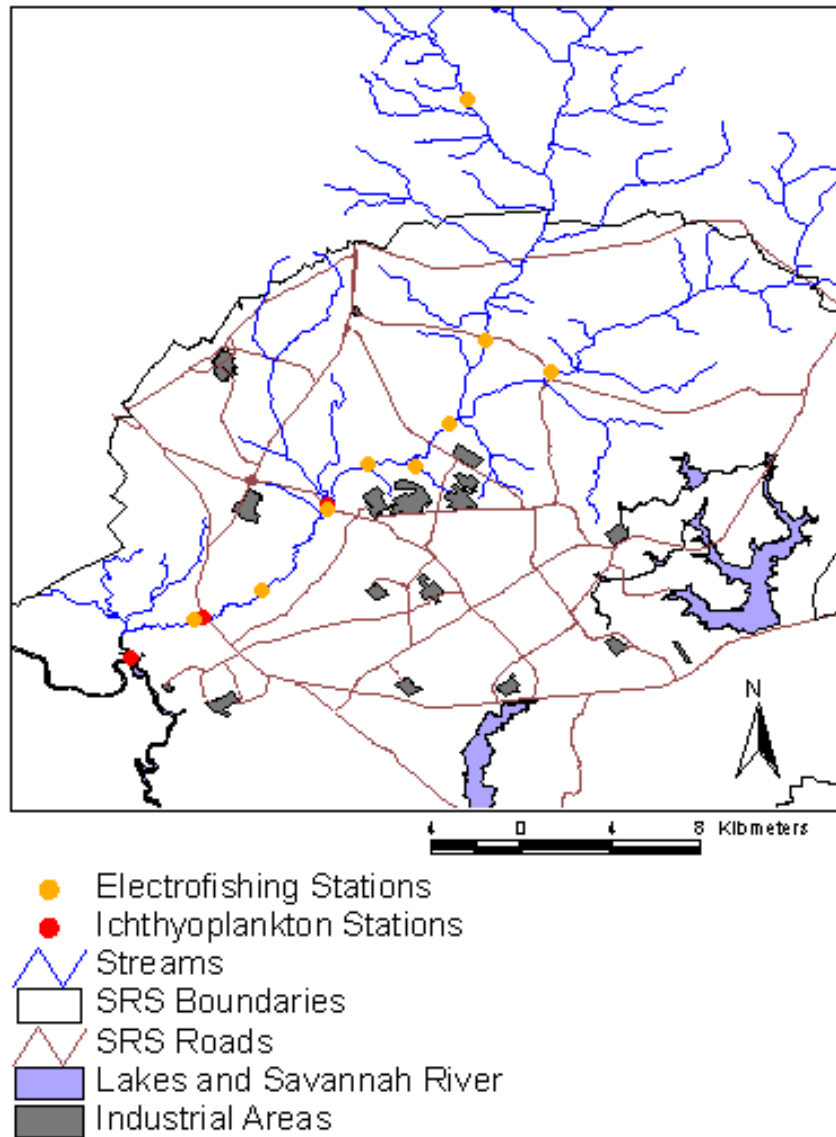 N
4 0 4 8 Kilometers
Electrofishing Stations
Ichthyoplankton Stations
Streams
SRS Boundaries
SRS Roads
Lakes and Savannah River
Industrial Areas